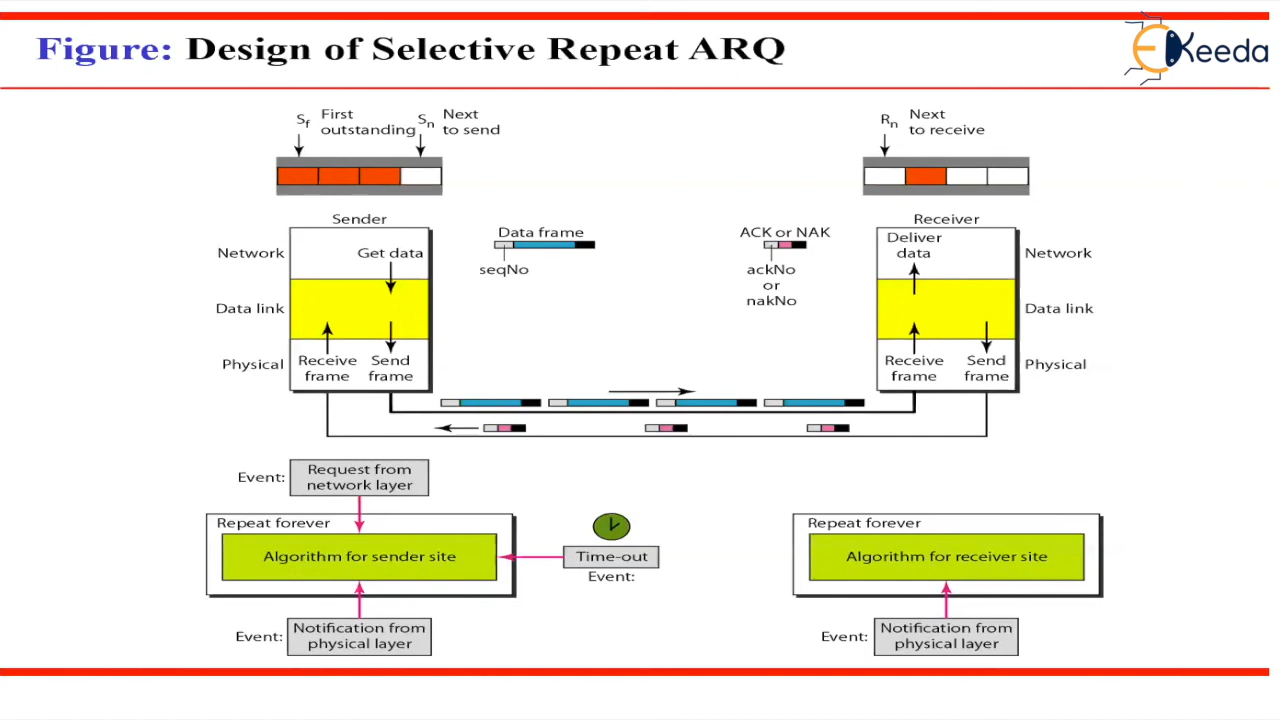 Figure: Design of Selective Repeat ARQ
EKeeda
Sf First outstanding
Sn Next to send
Rn Next to receive
Sender
Receiver
Network
Get data
Data link
Physical
Receive frame
Send frame
Data frame
seqNo
ACK or NAK
ackNo
or
nakNo
Deliver data
Network
Data link
Physical
Receive frame
Send frame
Event:
Request from
network layer
Repeat forever
Algorithm for sender site
Time-out
Event:
Event:
Notification from
physical layer
Repeat forever
Algorithm for receiver site
Event:
Notification from
physical layer